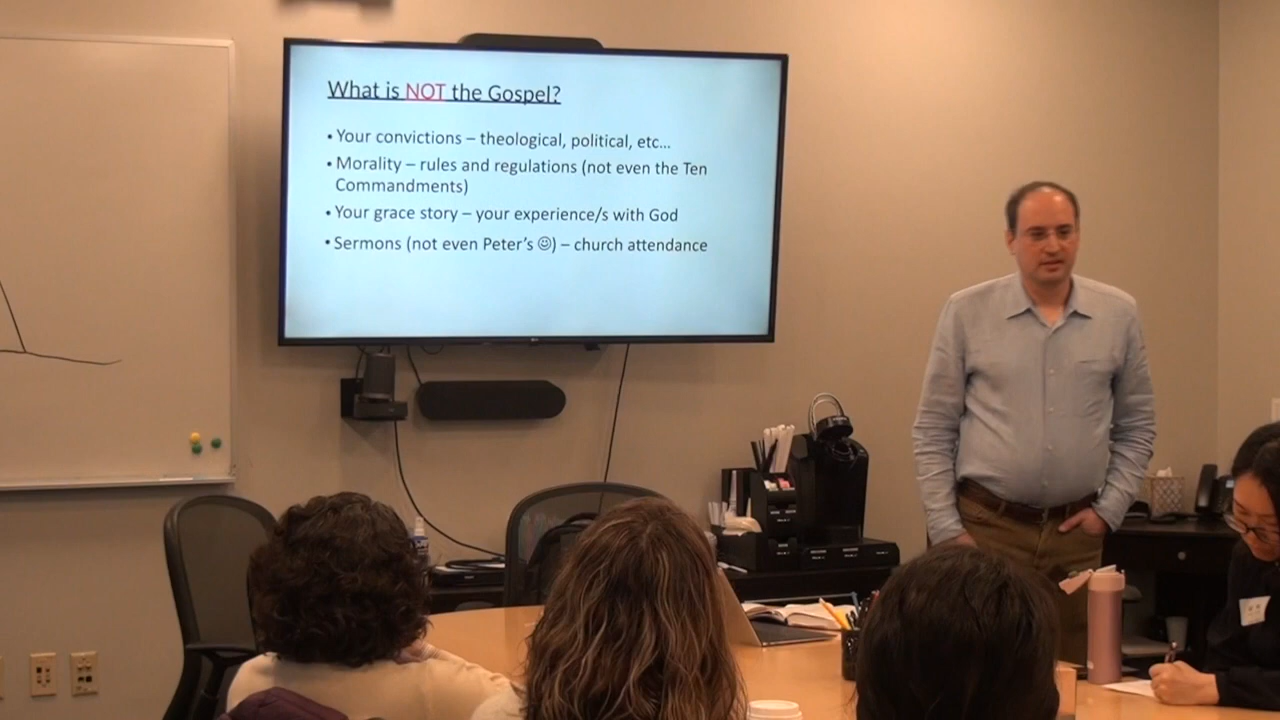 What is NOT the Gospel?
• Your convictions – theological, political, etc...
• Morality – rules and regulations (not even the Ten
Commandments)
• Your grace story – your experience/s with God
• Sermons (not even Peter's ☺) – church attendance